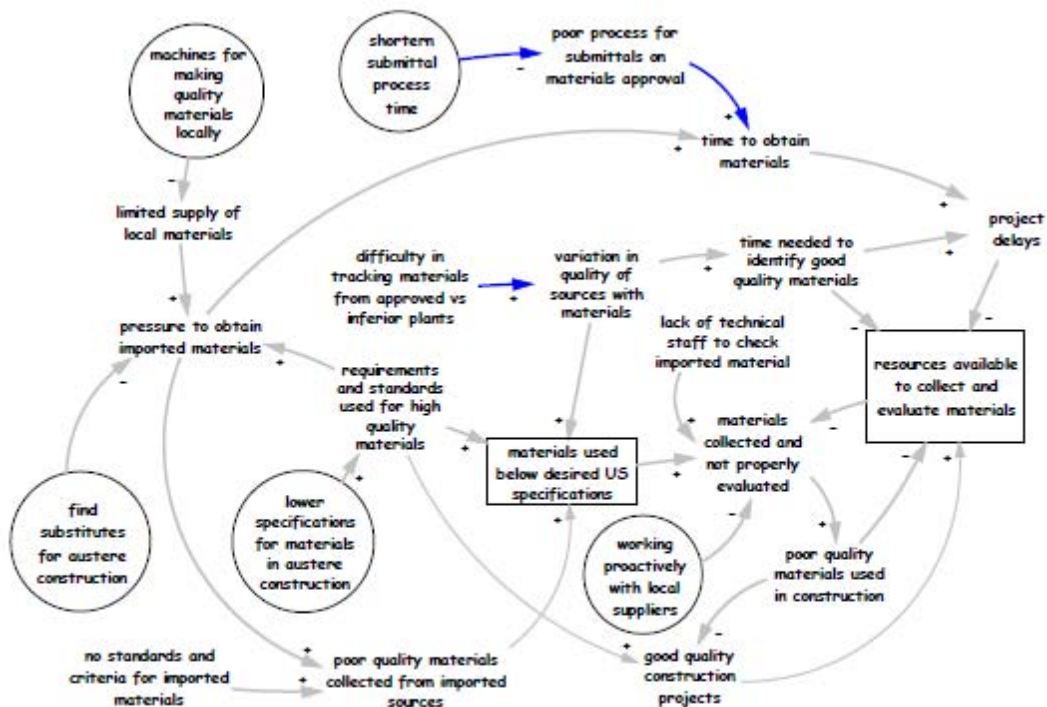 shortern
submittal
process
time
poor process for
submittals on
materials approval
machines for
making
quality
materials
locally
time to obtain
materials
limited supply of
local materials
project
delays
difficulty in
tracking materials
from approved vs
inferior plants
variation in
quality of
sources with
materials
time needed to
identify good
quality materials
pressure to obtain
imported materials
lack of technical
staff to check
imported material
requirements
and standards
used for high
quality
materials
resources available
to collect and
evaluate materials
materials used
below desired US
specifications
materials
collected and
not properly
evaluated
find
substitutes
for austere
construction
lower
specifications
for materials
in austere
construction
working
proactively
with local
suppliers
poor quality
materials used
in construction
no standards and
criteria for imported
materials
poor quality materials
collected from imported
sources
good quality
construction
projects